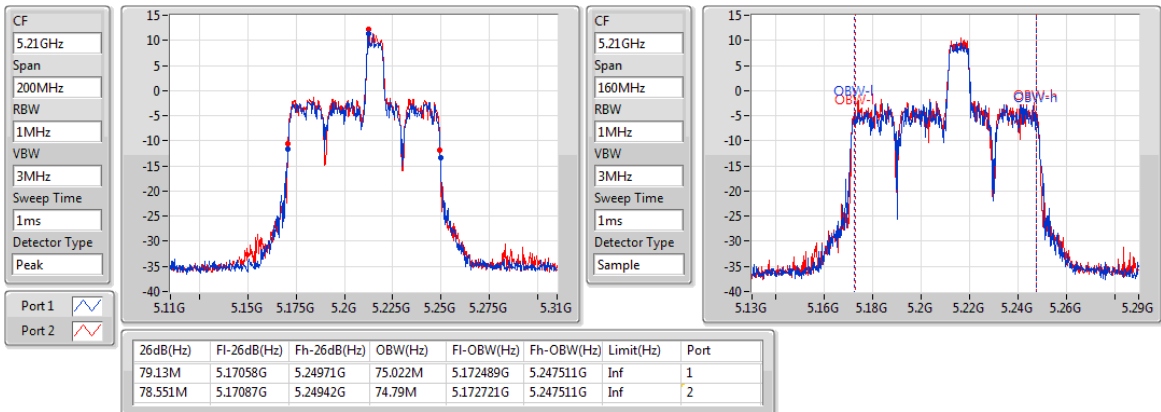 CF
5.21GHz
Span
200MHz
RBW
1MHz
VBW
3MHz
Sweep Time
1ms
Detector Type
Peak
Port 1
Port 2
15
10
5
0
-5
-10
-15
-20
-25
-30
-35
-40
5.11G 5.15G 5.175G 5.2G 5.225G 5.25G 5.275G 5.31G
CF
5.21GHz
Span
160MHz
RBW
1MHz
VBW
3MHz
Sweep Time
1ms
Detector Type
Sample
15
10
5
0
-5
-10
-15
-20
-25
-30
-35
-40
OBW-l
OBW-l
OBW-h
OBW-h
5.13G 5.16G 5.18G 5.2G 5.22G 5.24G 5.26G 5.29G
26dB(Hz) Fl-26dB(Hz) Fh-26dB(Hz) OBW(Hz) Fl-OBW(Hz) Fh-OBW(Hz) Limit(Hz) Port
79.13M 5.17058G 5.24971G 75.022M 5.172489G 5.247511G Inf 1
78.551M 5.17087G 5.24942G 74.79M 5.172721G 5.247511G Inf 2